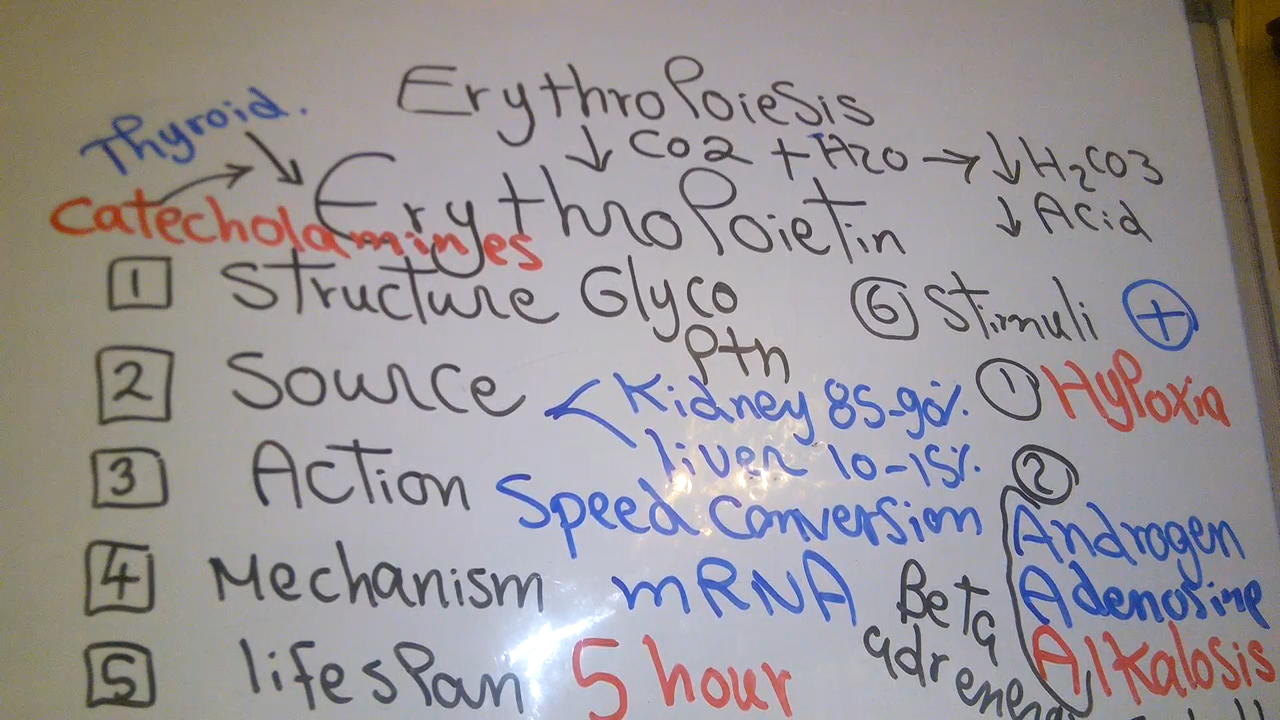 ErythroPoiesis
Thyroid.
↓ CO2 + H2O → ↓ H2CO3
↓ Acid
ErythroPoietin
Catecholamines
1 Structure Glyco
Ptn
6 Stimuli +
2 Source
Kidney 85-90%
liver 10-15%
1 HyPoxia
3 Action Speed conversion
2
Androgen
Adenosine
Alkalosis
4 Mechanism mRNA
Beta
5 lifesPan 5 hour